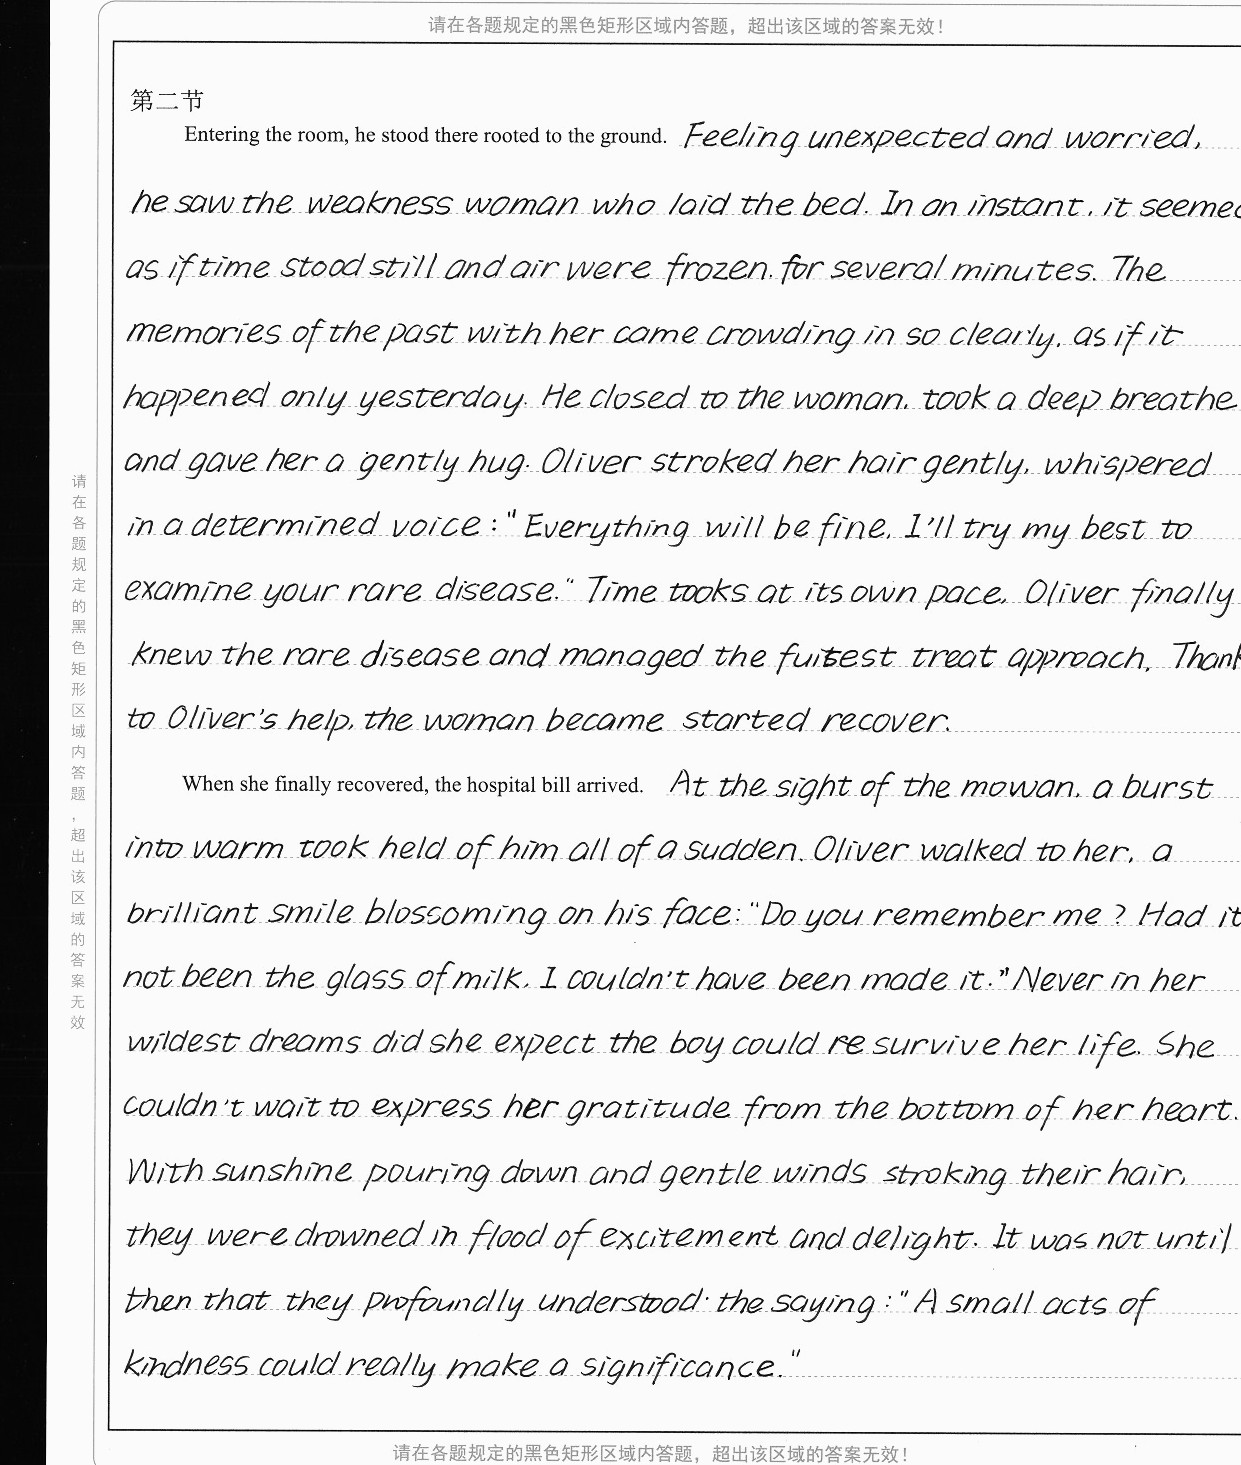 请在各题规定的黑色矩形区域内答题，超出该区域的答案无效！
第二节
Entering the room, he stood there rooted to the ground. Feeling unexpected and worried,
he saw the weakness woman who laid the bed. In an instant, it seemed
as if time stood still and air were frozen for several minutes. The
memories of the past with her came crowding in so clearly, as if it
happened only yesterday. He closed to the woman, took a deep breathe
and gave her a gently hug. Oliver stroked her hair gently, whispered
in a determined voice: "Everything will be fine. I'll try my best to
examine your rare disease." Time tooks at its own pace, Oliver finally
knew the rare disease and managed the treat approach. Thank
to Oliver's help, the woman became started recover.
When she finally recovered, the hospital bill arrived. At the sight of the mowan, a burst
into warm took held of him all of a sudden. Oliver walked to her, a
brilliant smile blossoming on his face: "Do you remember me? Had it
not been the glass of milk, I couldn't have been made it." Never in her
wildest dreams did she expect the boy could resurvive her life. She
couldn't wait to express her gratitude from the bottom of her heart.
With sunshine pouring down and gentle winds stroking their hair,
they were drowned in flood of excitement and delight. It was not until
then that they profoundly understood the saying: "A small acts of
kindness could really make a significance."
请在各题规定的黑色矩形区域内答题，超出该区域的答案无效
请在各题规定的黑色矩形区域内答题，超出该区域的答案无效！